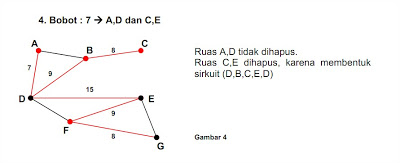 4. Bobot : 7 → A,D dan C,E
A
B
8
C
7
9
15
D
E
9
F
8
G
Ruas A,D tidak dihapus.
Ruas C,E dihapus, karena membentuk
sirkuit (D,B,C,E,D)
Gambar 4